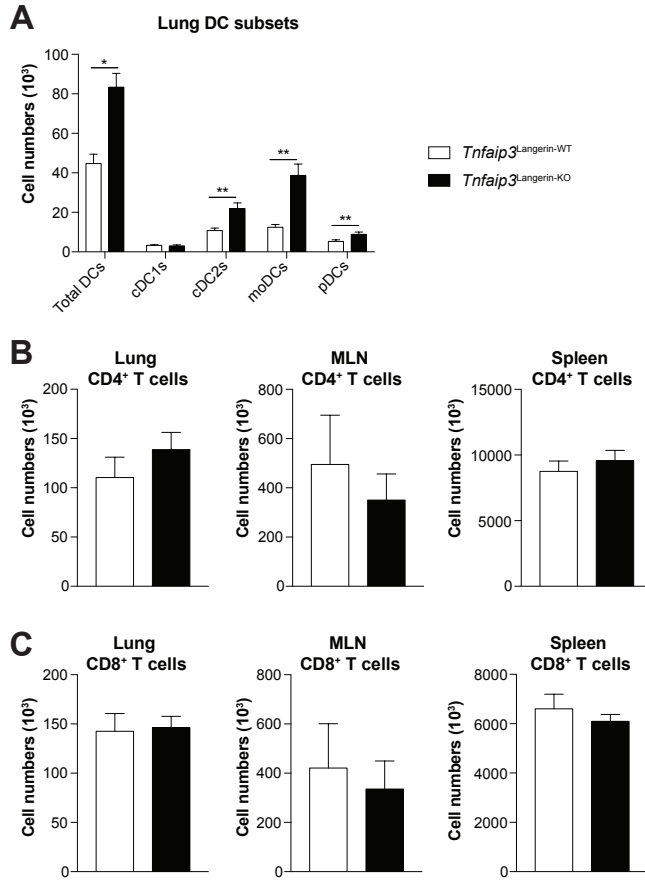 A
Lung DC subsets
Cell numbers (10³)
100
80
60
40
20
0
*
**
**
**
Total DCs
cDC1s
cDC2s
moDCs
pDCs
Tnfaip3Langerin-WT
Tnfaip3Langerin-KO
B
Lung
CD4⁺ T cells
Cell numbers (10³)
200
150
100
50
0
MLN
CD4⁺ T cells
Cell numbers (10³)
800
600
400
200
0
Spleen
CD4⁺ T cells
Cell numbers (10³)
15000
10000
5000
0
C
Lung
CD8⁺ T cells
Cell numbers (10³)
200
150
100
50
0
MLN
CD8⁺ T cells
Cell numbers (10³)
800
600
400
200
0
Spleen
CD8⁺ T cells
Cell numbers (10³)
8000
6000
4000
2000
0